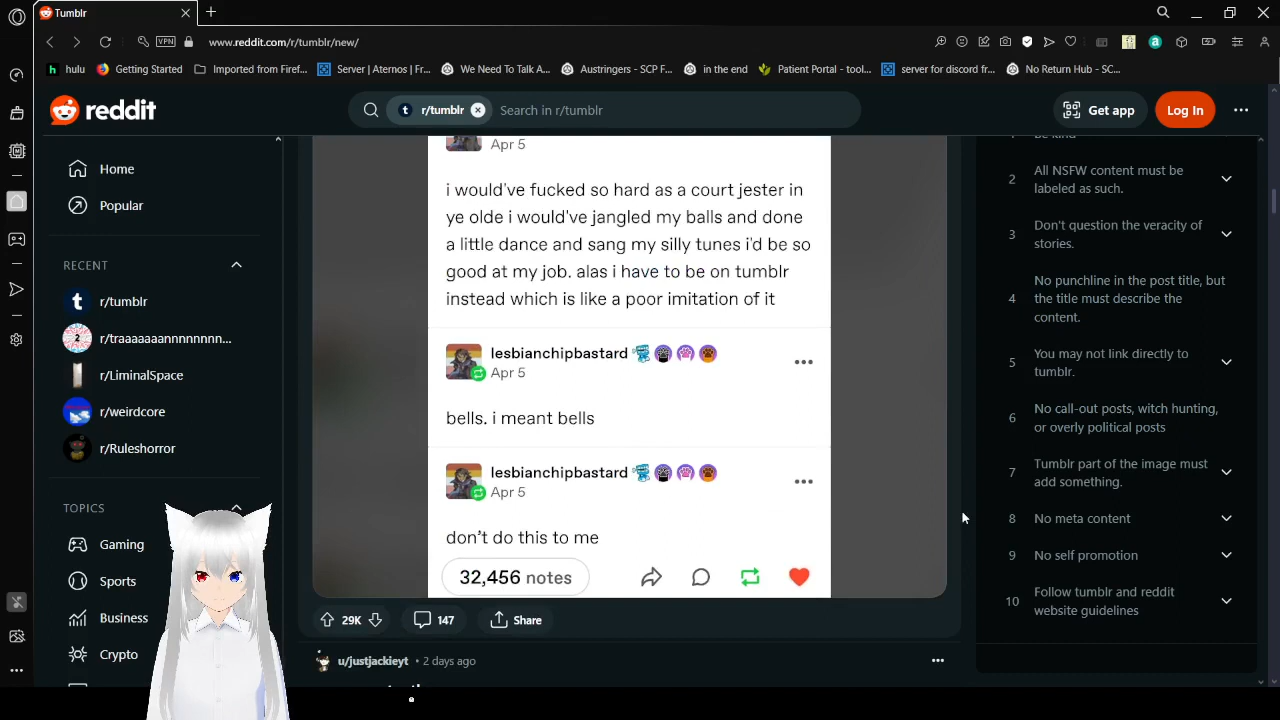 Tumblr
VPN
www.reddit.com/r/tumblr/new/
hulu
Getting Started
Imported from Firef...
Server | Aternos | Fr...
We Need To Talk A...
Austringers - SCP F...
in the end
Patient Portal - tool...
server for discord fr...
No Return Hub - SC...
reddit
r/tumblr
Search in r/tumblr
Get app
Log In
Home
Popular
RECENT
r/tumblr
r/traaaaaaannnnnnnn...
r/LiminalSpace
r/weirdcore
r/Ruleshorror
TOPICS
Gaming
Sports
Business
Crypto
Apr 5
i would've fucked so hard as a court jester in
ye olde i would've jangled my balls and done
a little dance and sang my silly tunes i'd be so
good at my job. alas i have to be on tumblr
instead which is like a poor imitation of it
lesbianchipbastard
Apr 5
bells. i meant bells
lesbianchipbastard
Apr 5
don't do this to me
32,456 notes
29K
147
Share
u/justjackieyt • 2 days ago
Be kind
2 All NSFW content must be
labeled as such.
3 Don't question the veracity of
stories.
4 No punchline in the post title, but
the title must describe the
content.
5 You may not link directly to
tumblr.
6 No call-out posts, witch hunting,
or overly political posts
7 Tumblr part of the image must
add something.
8 No meta content
9 No self promotion
10 Follow tumblr and reddit
website guidelines